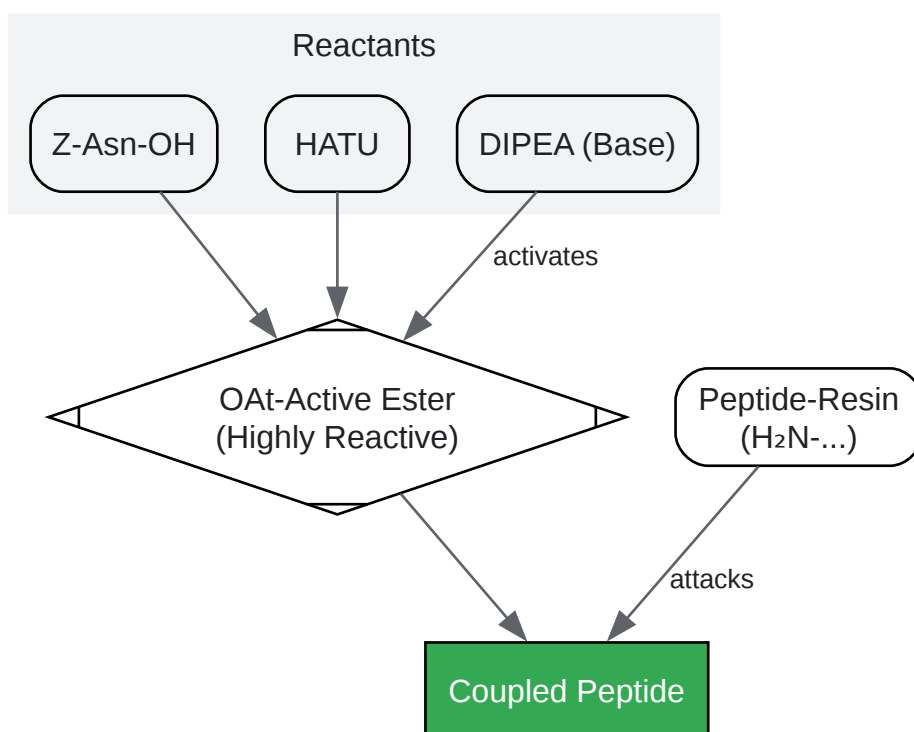 Reactants
Z-Asn-OH
HATU
DIPEA (Base)
activates
OAt-Active Ester
(Highly Reactive)
Peptide-Resin
(H₂N-...)
attacks
Coupled Peptide